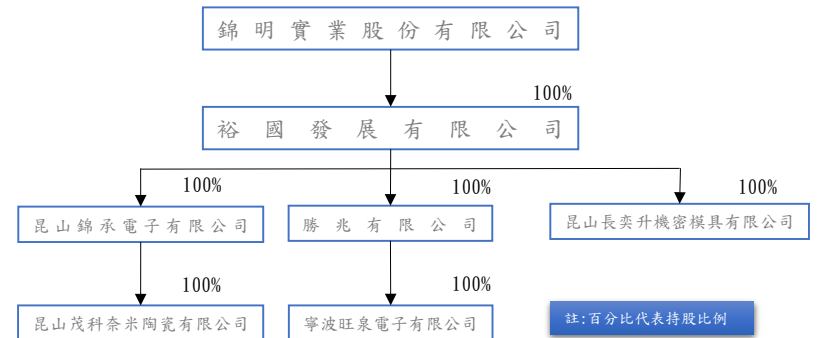 錦明實業股份有限公司
100%
裕國發展有限公司
100%
100%
100%
昆山錦承電子有限公司
勝兆有限公司
昆山長奕升機密模具有限公司
100%
100%
昆山茂科奈米陶瓷有限公司
寧波旺泉電子有限公司
註:百分比代表持股比例